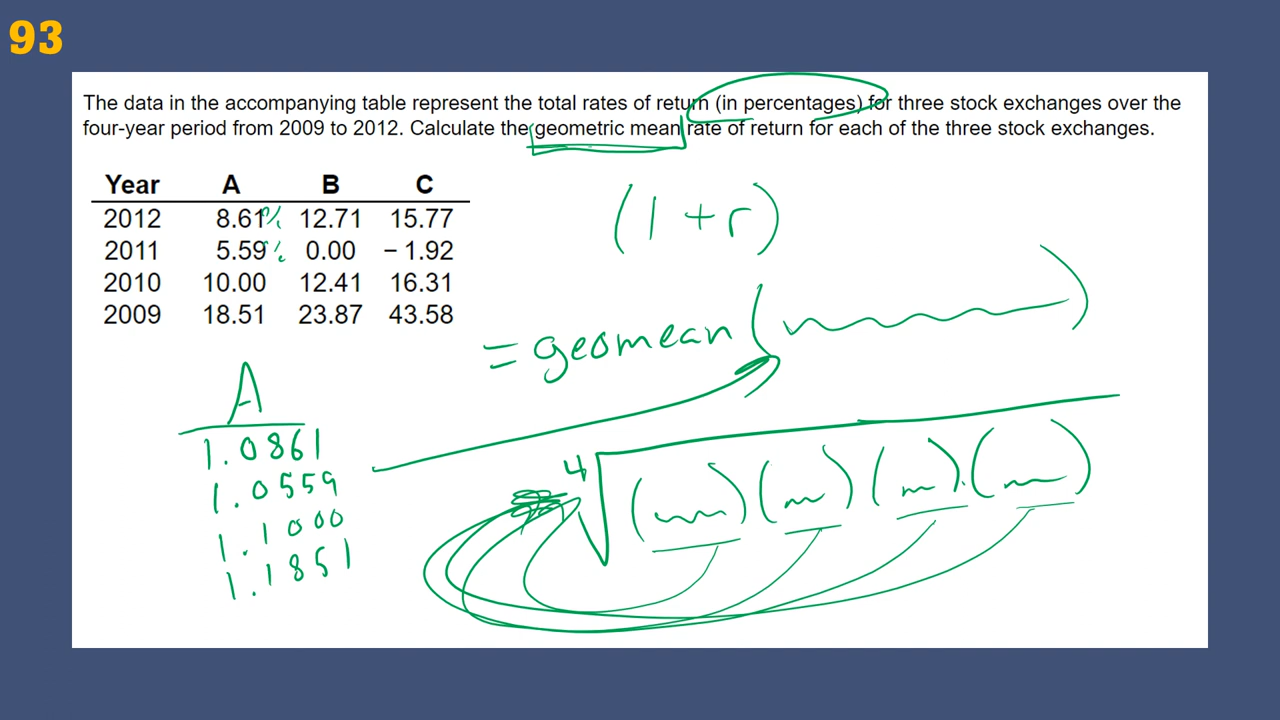 93
The data in the accompanying table represent the total rates of return (in percentages) for three stock exchanges over the
four-year period from 2009 to 2012. Calculate the geometric mean rate of return for each of the three stock exchanges.
Year A B C
2012 8.61% 12.71 15.77
2011 5.59% 0.00 −1.92
2010 10.00 12.41 16.31
2009 18.51 23.87 43.58
(1 + r)
= geomean ( )
A
1.0861
1.0559
1.1000
1.1851
4√( )( )( ).( )